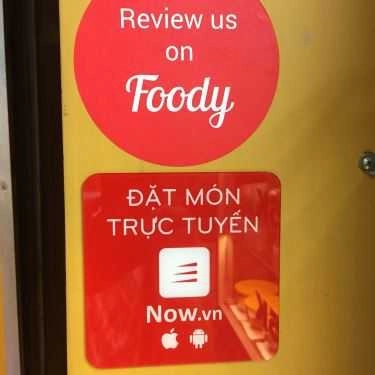 Review us
on
Foody
ĐẶT MÓN
TRỰC TUYẾN
Now.vn